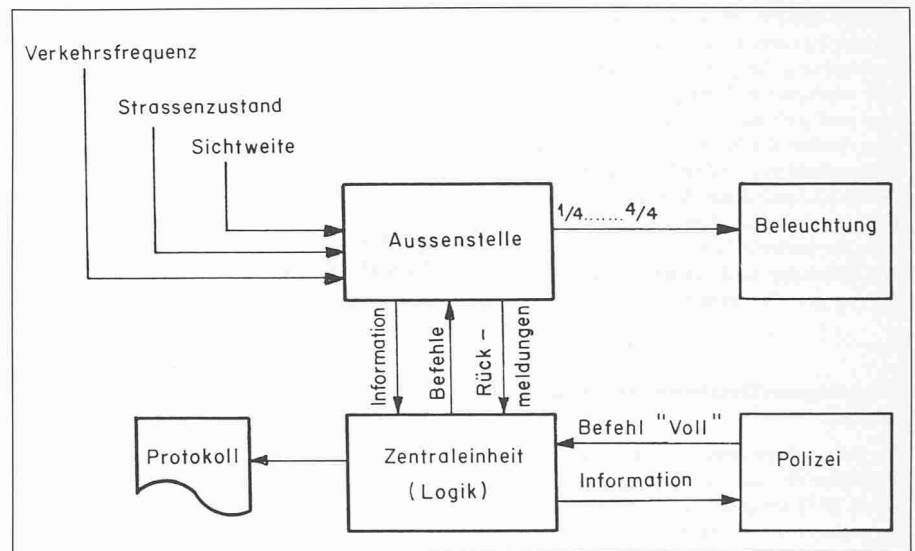 Verkehrsfrequenz
Strassenzustand
Sichtweite
Aussenstelle
1/4.......4/4
Beleuchtung
Information
Befehle
Rück-
meldungen
Protokoll
Zentraleinheit
(Logik)
Befehl "Voll"
Information
Polizei